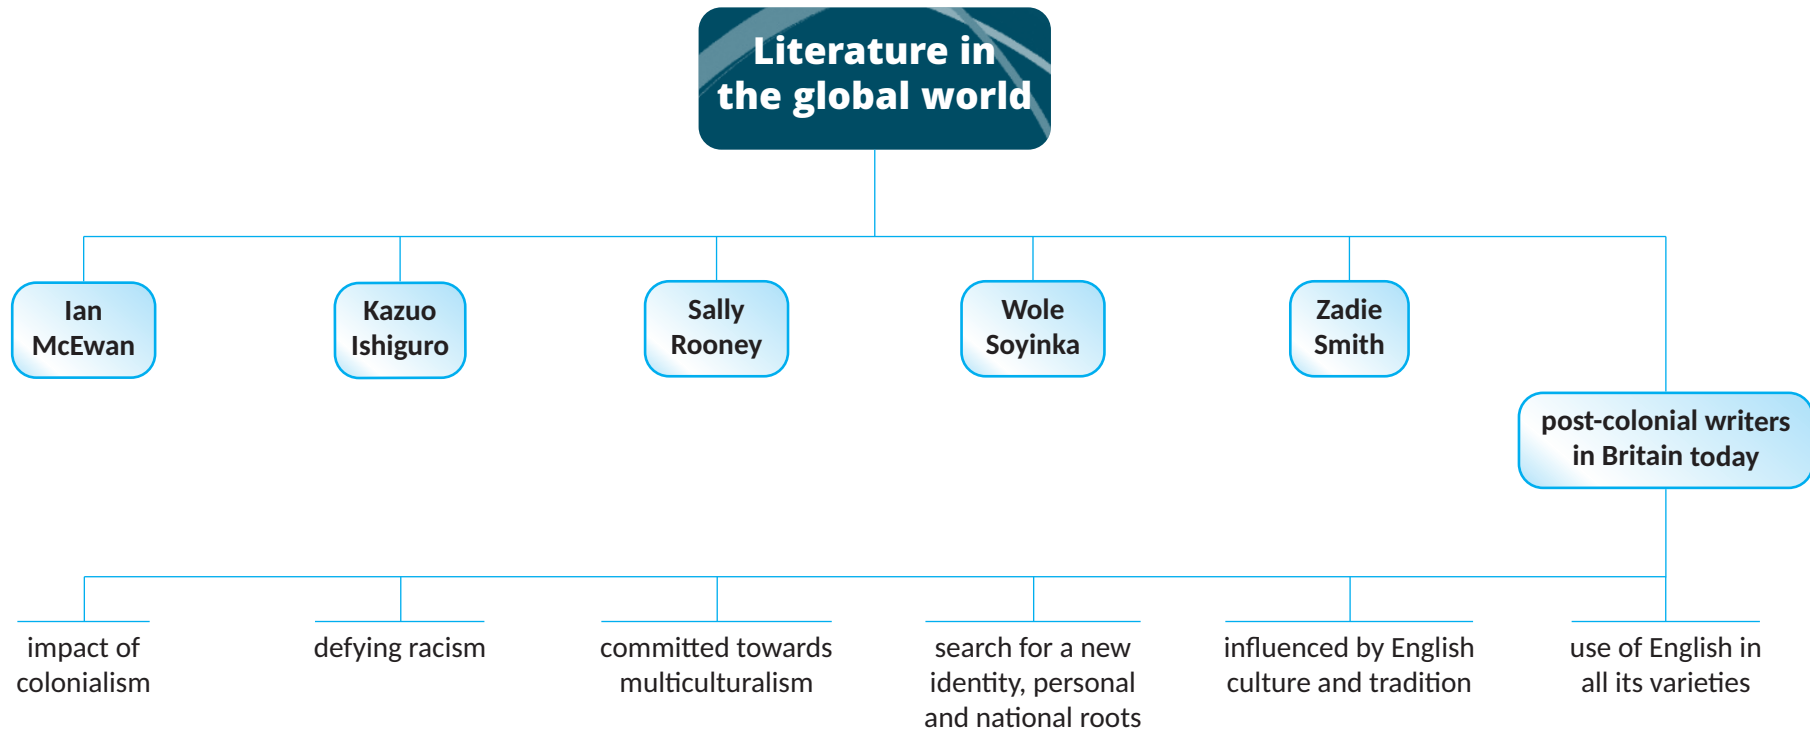 Literature in
the global world
Ian
McEwan
Kazuo
Ishiguro
Sally
Rooney
Wole
Soyinka
Zadie
Smith
post-colonial writers
in Britain today
impact of
colonialism
defying racism
committed towards
multiculturalism
search for a new
identity, personal
and national roots
influenced by English
culture and tradition
use of English in
all its varieties